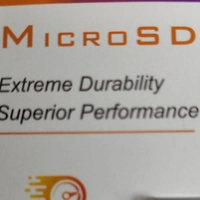 MicroSD
Extreme Durability
Superior Performance